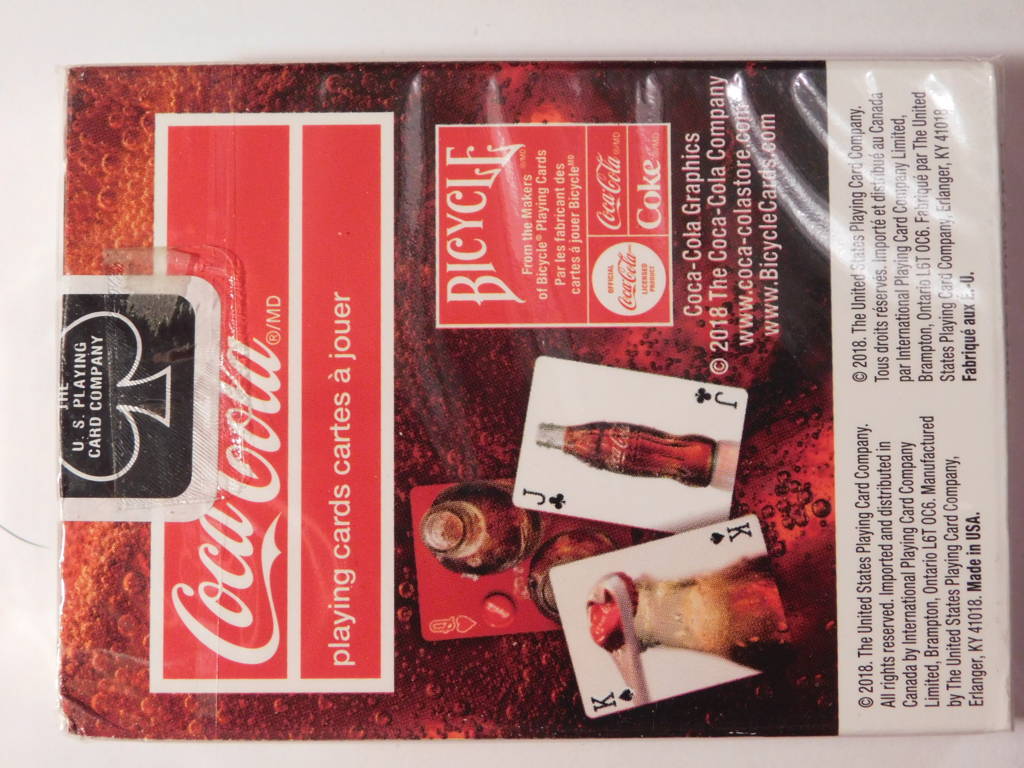 THE
U. S. PLAYING
CARD COMPANY
Coca-Cola ®/MD
playing cards cartes à jouer
Q
J
K
K
J
BICYCLE ®/MD
From the Makers
of Bicycle® Playing Cards
Par les fabricant des
cartes à jouer Bicycleᴹᴰ
OFFICIAL
Coca-Cola
LICENSED
PRODUCT
Coca-Cola ®/MD
Coke ®/MD
Coca-Cola
Coca-Cola Graphics
© 2018 The Coca-Cola Company
www.coca-colastore.com
www.BicycleCards.com
© 2018. The United States Playing Card Company.
All rights reserved. Imported and distributed in
Canada by International Playing Card Company
Limited, Brampton, Ontario L6T 0C6. Manufactured
by The United States Playing Card Company,
Erlanger, KY 41018. Made in USA.
© 2018. The United States Playing Card Company.
Tous droits réservés. Importé et distribué au Canada
par International Playing Card Company Limited,
Brampton, Ontario L6T 0C6. Fabriqué par The United
States Playing Card Company, Erlanger, KY 41018.
Fabriqué aux É.-U.